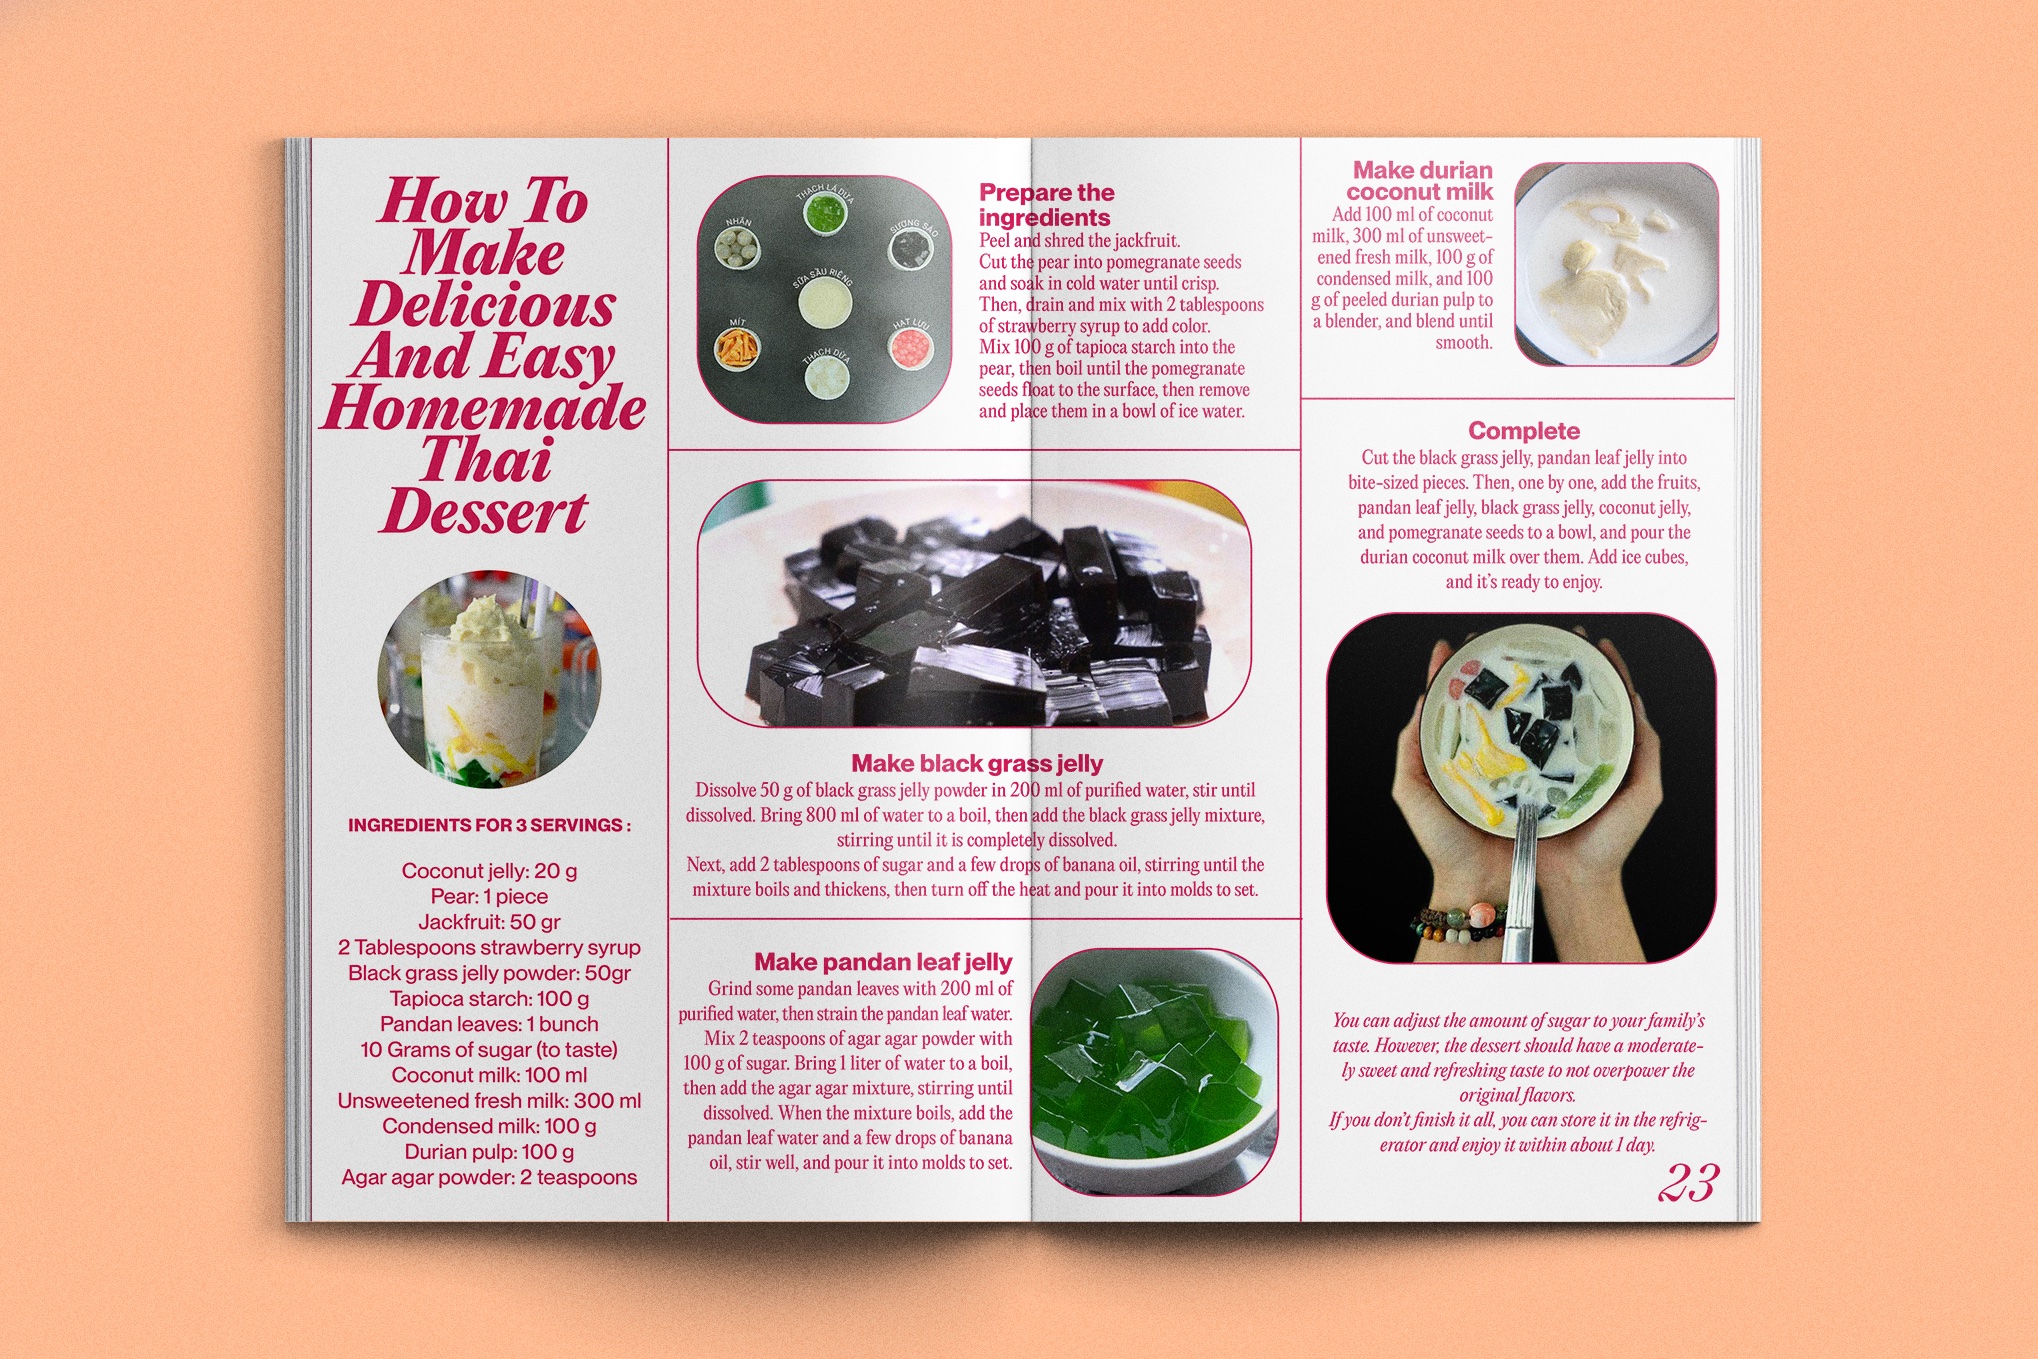 How To
Make
Delicious
And Easy
Homemade
Thai
Dessert
INGREDIENTS FOR 3 SERVINGS :
Coconut jelly: 20 g
Pear: 1 piece
Jackfruit: 50 gr
2 Tablespoons strawberry syrup
Black grass jelly powder: 50gr
Tapioca starch: 100 g
Pandan leaves: 1 bunch
10 Grams of sugar (to taste)
Coconut milk: 100 ml
Unsweetened fresh milk: 300 ml
Condensed milk: 100 g
Durian pulp: 100 g
Agar agar powder: 2 teaspoons
THẠCH LÁ DỨA
NHÃN
SƯƠNG SÁO
SỮA SẦU RIÊNG
MÍT
HẠT LỰU
THẠCH DỪA
Prepare the
ingredients
Peel and shred the jackfruit.
Cut the pear into pomegranate seeds
and soak in cold water until crisp.
Then, drain and mix with 2 tablespoons
of strawberry syrup to add color.
Mix 100 g of tapioca starch into the
pear, then boil until the pomegranate
seeds float to the surface, then remove
and place them in a bowl of ice water.
Make black grass jelly
Dissolve 50 g of black grass jelly powder in 200 ml of purified water, stir until
dissolved. Bring 800 ml of water to a boil, then add the black grass jelly mixture,
stirring until it is completely dissolved.
Next, add 2 tablespoons of sugar and a few drops of banana oil, stirring until the
mixture boils and thickens, then turn off the heat and pour it into molds to set.
Make pandan leaf jelly
Grind some pandan leaves with 200 ml of
purified water, then strain the pandan leaf water.
Mix 2 teaspoons of agar agar powder with
100 g of sugar. Bring 1 liter of water to a boil,
then add the agar agar mixture, stirring until
dissolved. When the mixture boils, add the
pandan leaf water and a few drops of banana
oil, stir well, and pour it into molds to set.
Make durian
coconut milk
Add 100 ml of coconut
milk, 300 ml of unsweet-
ened fresh milk, 100 g of
condensed milk, and 100
g of peeled durian pulp to
a blender, and blend until
smooth.
Complete
Cut the black grass jelly, pandan leaf jelly into
bite-sized pieces. Then, one by one, add the fruits,
pandan leaf jelly, black grass jelly, coconut jelly,
and pomegranate seeds to a bowl, and pour the
durian coconut milk over them. Add ice cubes,
and it's ready to enjoy.
You can adjust the amount of sugar to your family's
taste. However, the dessert should have a moderate-
ly sweet and refreshing taste to not overpower the
original flavors.
If you don't finish it all, you can store it in the refrig-
erator and enjoy it within about 1 day.
23